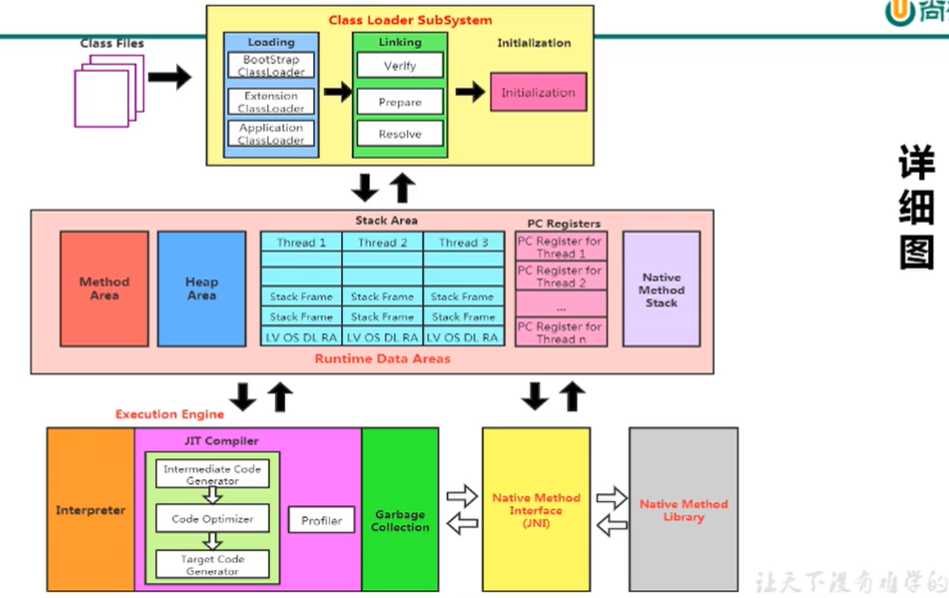 尚
Class Loader SubSystem
Class Files
Loading
Linking
Initialization
BootStrap
ClassLoader
Verify
Extension
ClassLoader
Prepare
Initialization
Application
ClassLoader
Resolve
详
细
图
Stack Area
PC Registers
Method
Area
Heap
Area
Thread 1
Thread 2
Thread 3
Stack Frame
Stack Frame
Stack Frame
Stack Frame
Stack Frame
Stack Frame
LV OS DL RA
LV OS DL RA
LV OS DL RA
PC Register for
Thread 1
PC Register for
Thread 2
...
PC Register for
Thread n
Native
Method
Stack
Runtime Data Areas
Execution Engine
Interpreter
JIT Compiler
Intermediate Code
Generator
Code Optimizer
Target Code
Generator
Profiler
Garbage
Collection
Native Method
Interface
(JNI)
Native Method
Library
让天下没有难学的